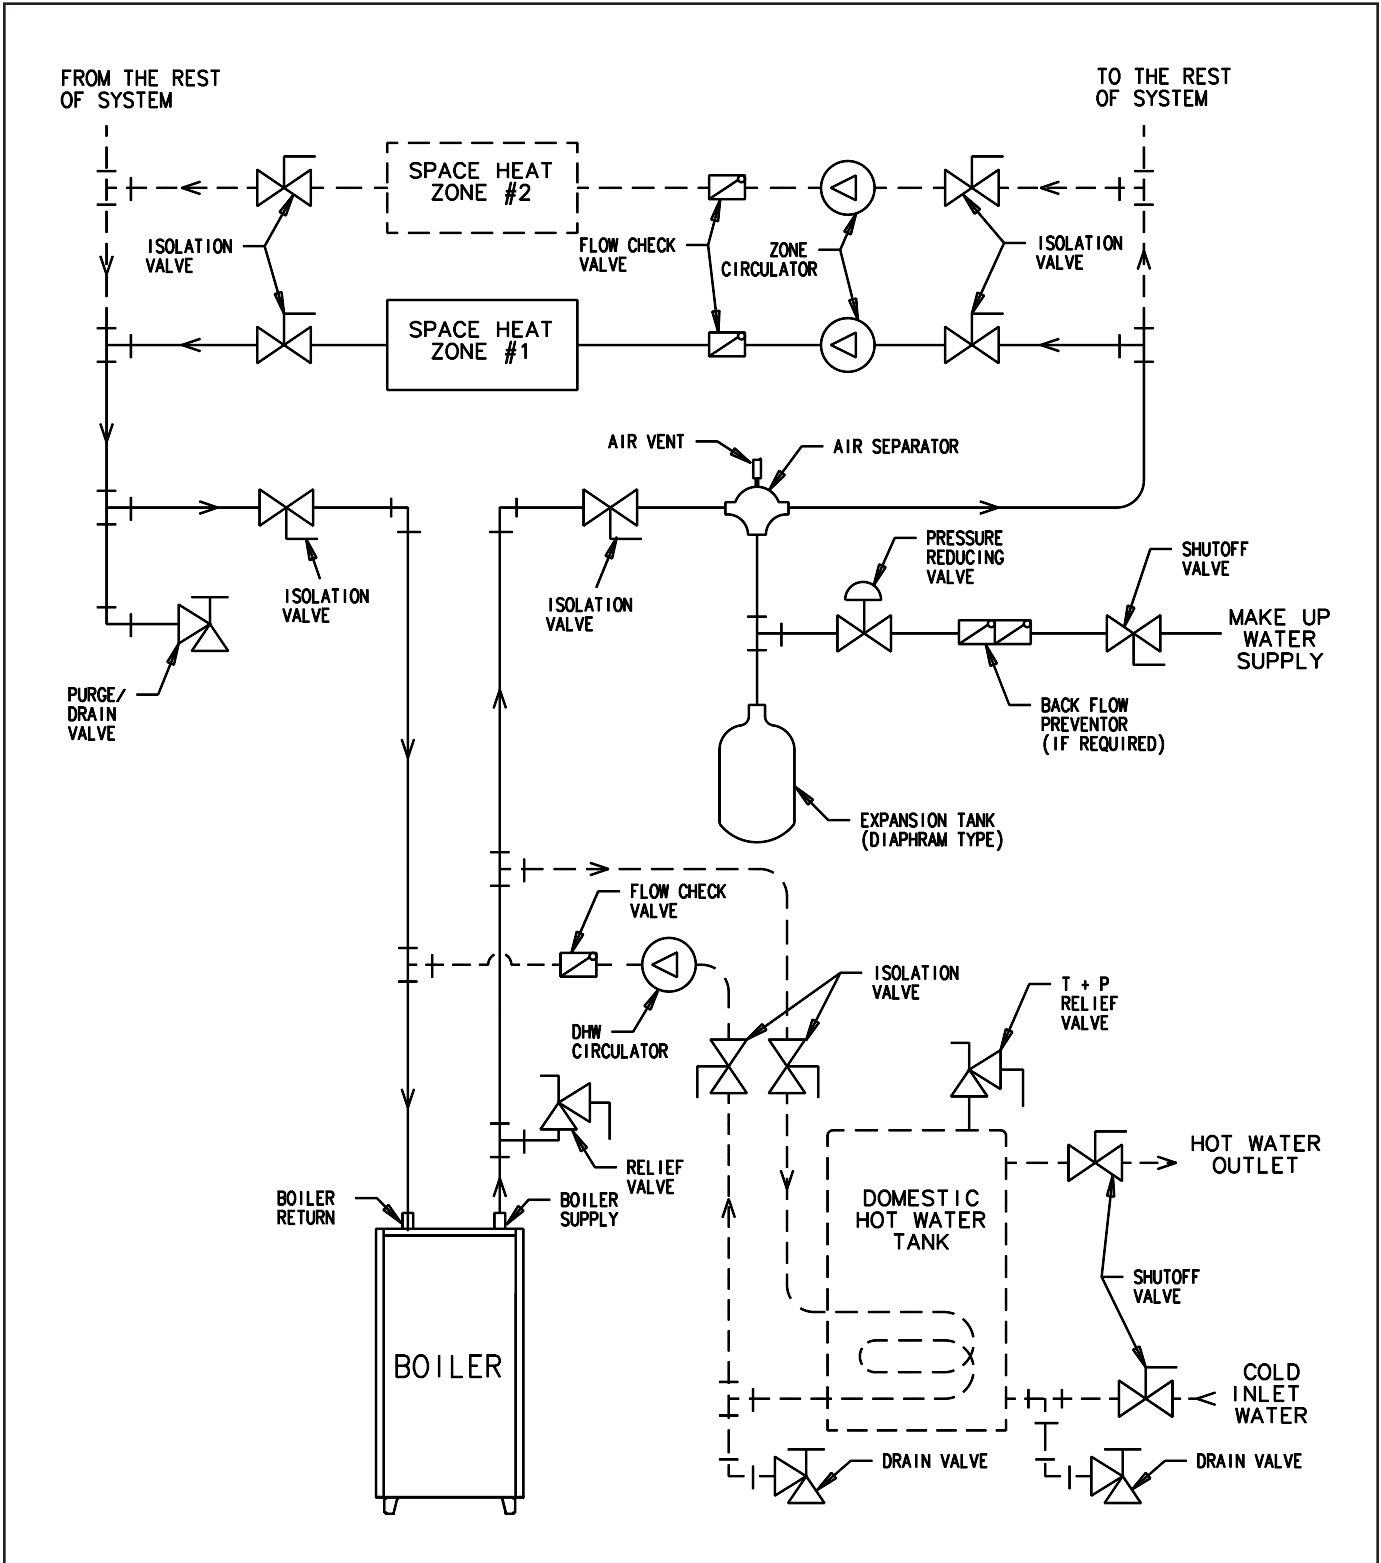 FROM THE REST
OF SYSTEM
TO THE REST
OF SYSTEM
SPACE HEAT
ZONE #2
ISOLATION
VALVE
FLOW CHECK
VALVE
ZONE
CIRCULATOR
ISOLATION
VALVE
SPACE HEAT
ZONE #1
AIR VENT
AIR SEPARATOR
ISOLATION
VALVE
ISOLATION
VALVE
PRESSURE
REDUCING
VALVE
SHUTOFF
VALVE
MAKE UP
WATER
SUPPLY
PURGE/
DRAIN
VALVE
BACK FLOW
PREVENTOR
(IF REQUIRED)
EXPANSION TANK
(DIAPHRAM TYPE)
FLOW CHECK
VALVE
ISOLATION
VALVE
T + P
RELIEF
VALVE
DHW
CIRCULATOR
RELIEF
VALVE
BOILER
RETURN
BOILER
SUPPLY
HOT WATER
OUTLET
DOMESTIC
HOT WATER
TANK
SHUTOFF
VALVE
BOILER
COLD
INLET
WATER
DRAIN VALVE
DRAIN VALVE